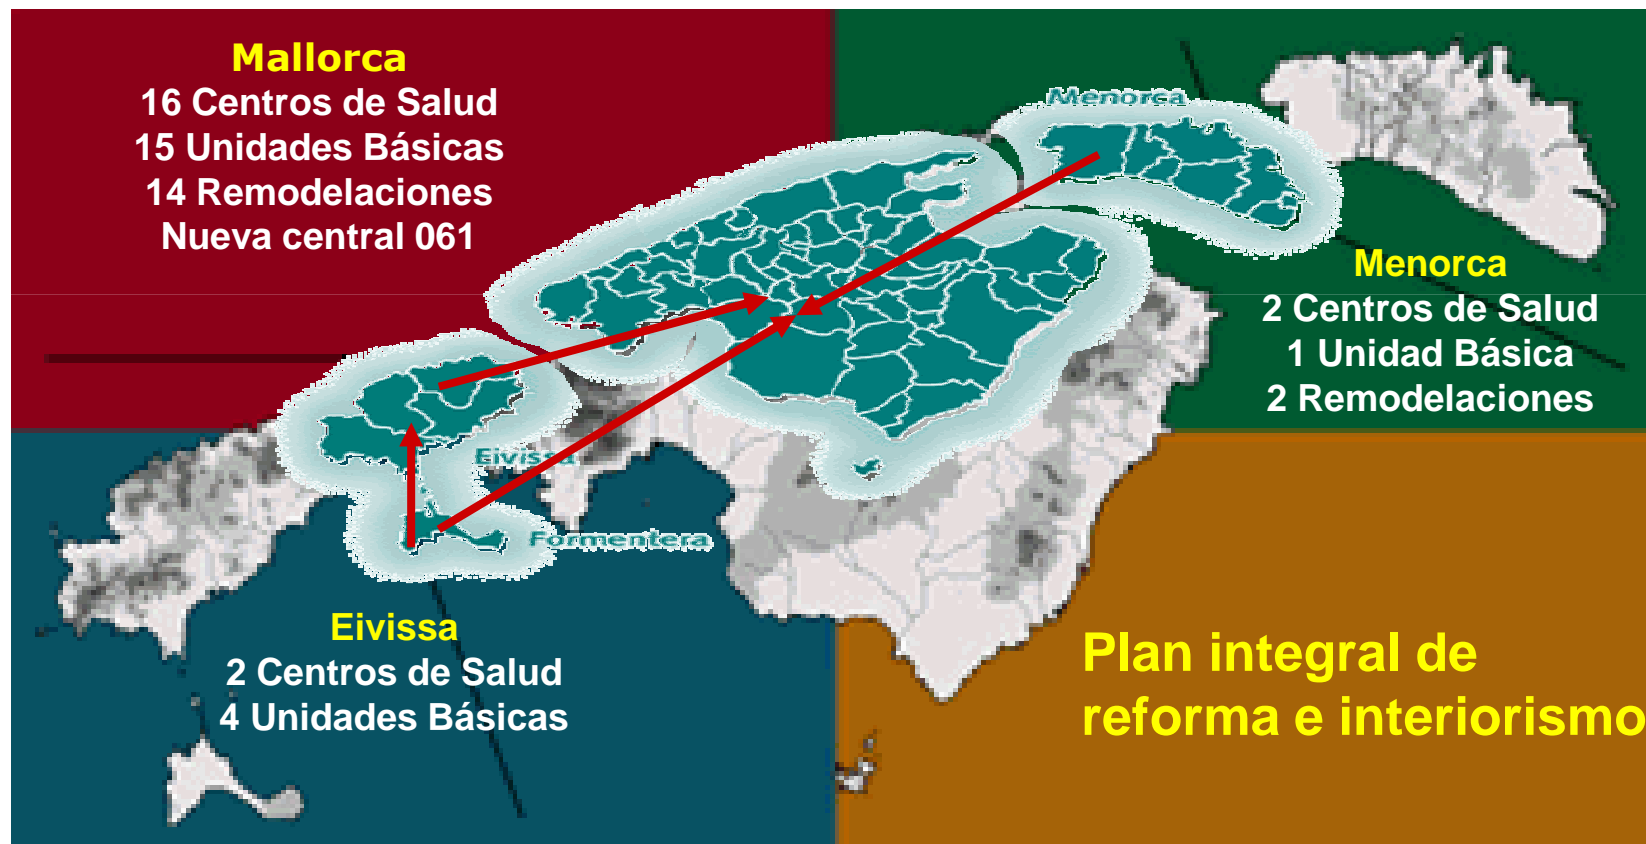 Mallorca
16 Centros de Salud
15 Unidades Básicas
14 Remodelaciones
Nueva central 061
Menorca
Menorca
2 Centros de Salud
1 Unidad Básica
2 Remodelaciones
Eivissa
Formentera
Eivissa
2 Centros de Salud
4 Unidades Básicas
Plan integral de
reforma e interiorismo